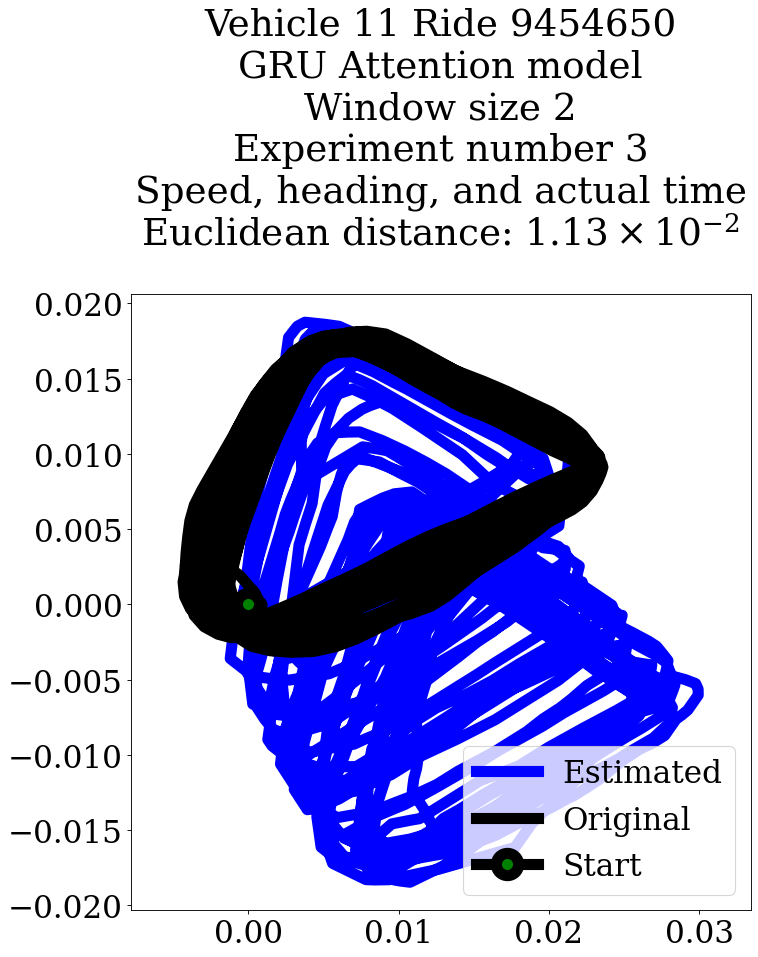 Vehicle 11 Ride 9454650
GRU Attention model
Window size 2
Experiment number 3
Speed, heading, and actual time
Euclidean distance: 1.13 × 10⁻²
0.020
0.015
0.010
0.005
0.000
−0.005
−0.010
−0.015
−0.020
Estimated
Original
Start
0.00 0.01 0.02 0.03